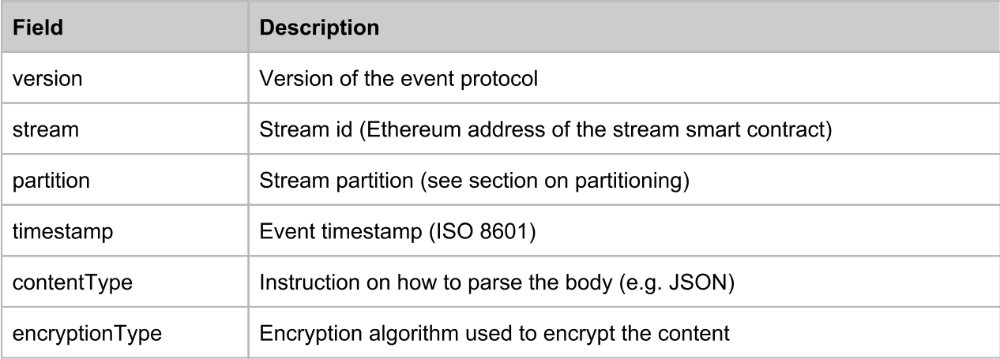 Field Description
version Version of the event protocol
stream Stream id (Ethereum address of the stream smart contract)
partition Stream partition (see section on partitioning)
timestamp Event timestamp (ISO 8601)
contentType Instruction on how to parse the body (e.g. JSON)
encryptionType Encryption algorithm used to encrypt the content